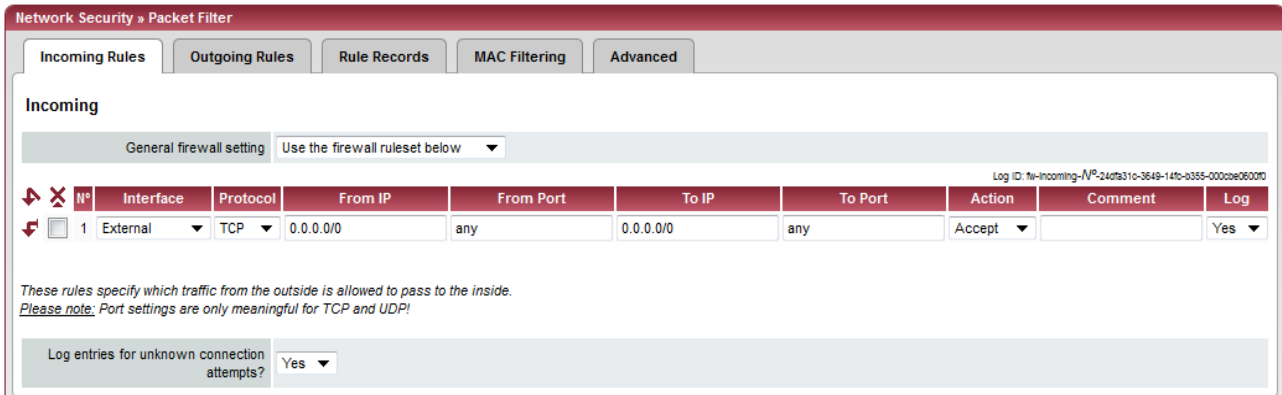 Network Security » Packet Filter
Incoming Rules Outgoing Rules Rule Records MAC Filtering Advanced
Incoming
General firewall setting Use the firewall ruleset below
Log ID: fw-incoming-Nº-24dfa31c-3649-14fc-b355-000cbe0600f0
Nº Interface Protocol From IP From Port To IP To Port Action Comment Log
1 External TCP 0.0.0.0/0 any 0.0.0.0/0 any Accept Yes
These rules specify which traffic from the outside is allowed to pass to the inside.
Please note: Port settings are only meaningful for TCP and UDP!
Log entries for unknown connection
attempts? Yes